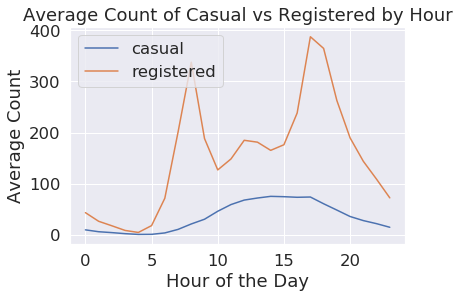 Average Count of Casual vs Registered by Hour
casual
registered
Average Count
400
300
200
100
0
0 5 10 15 20
Hour of the Day